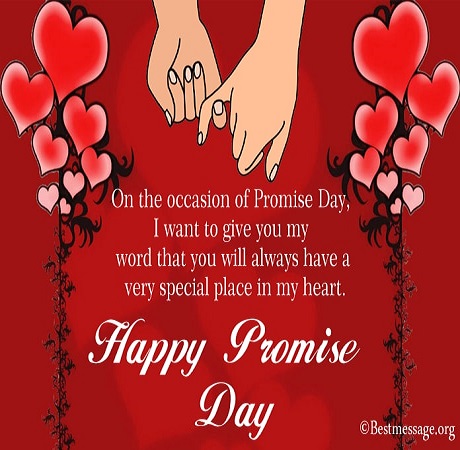 On the occasion of Promise Day,
I want to give you my
word that you will always have a
very special place in my heart.
Happy Promise
Day
©Bestmessage.org